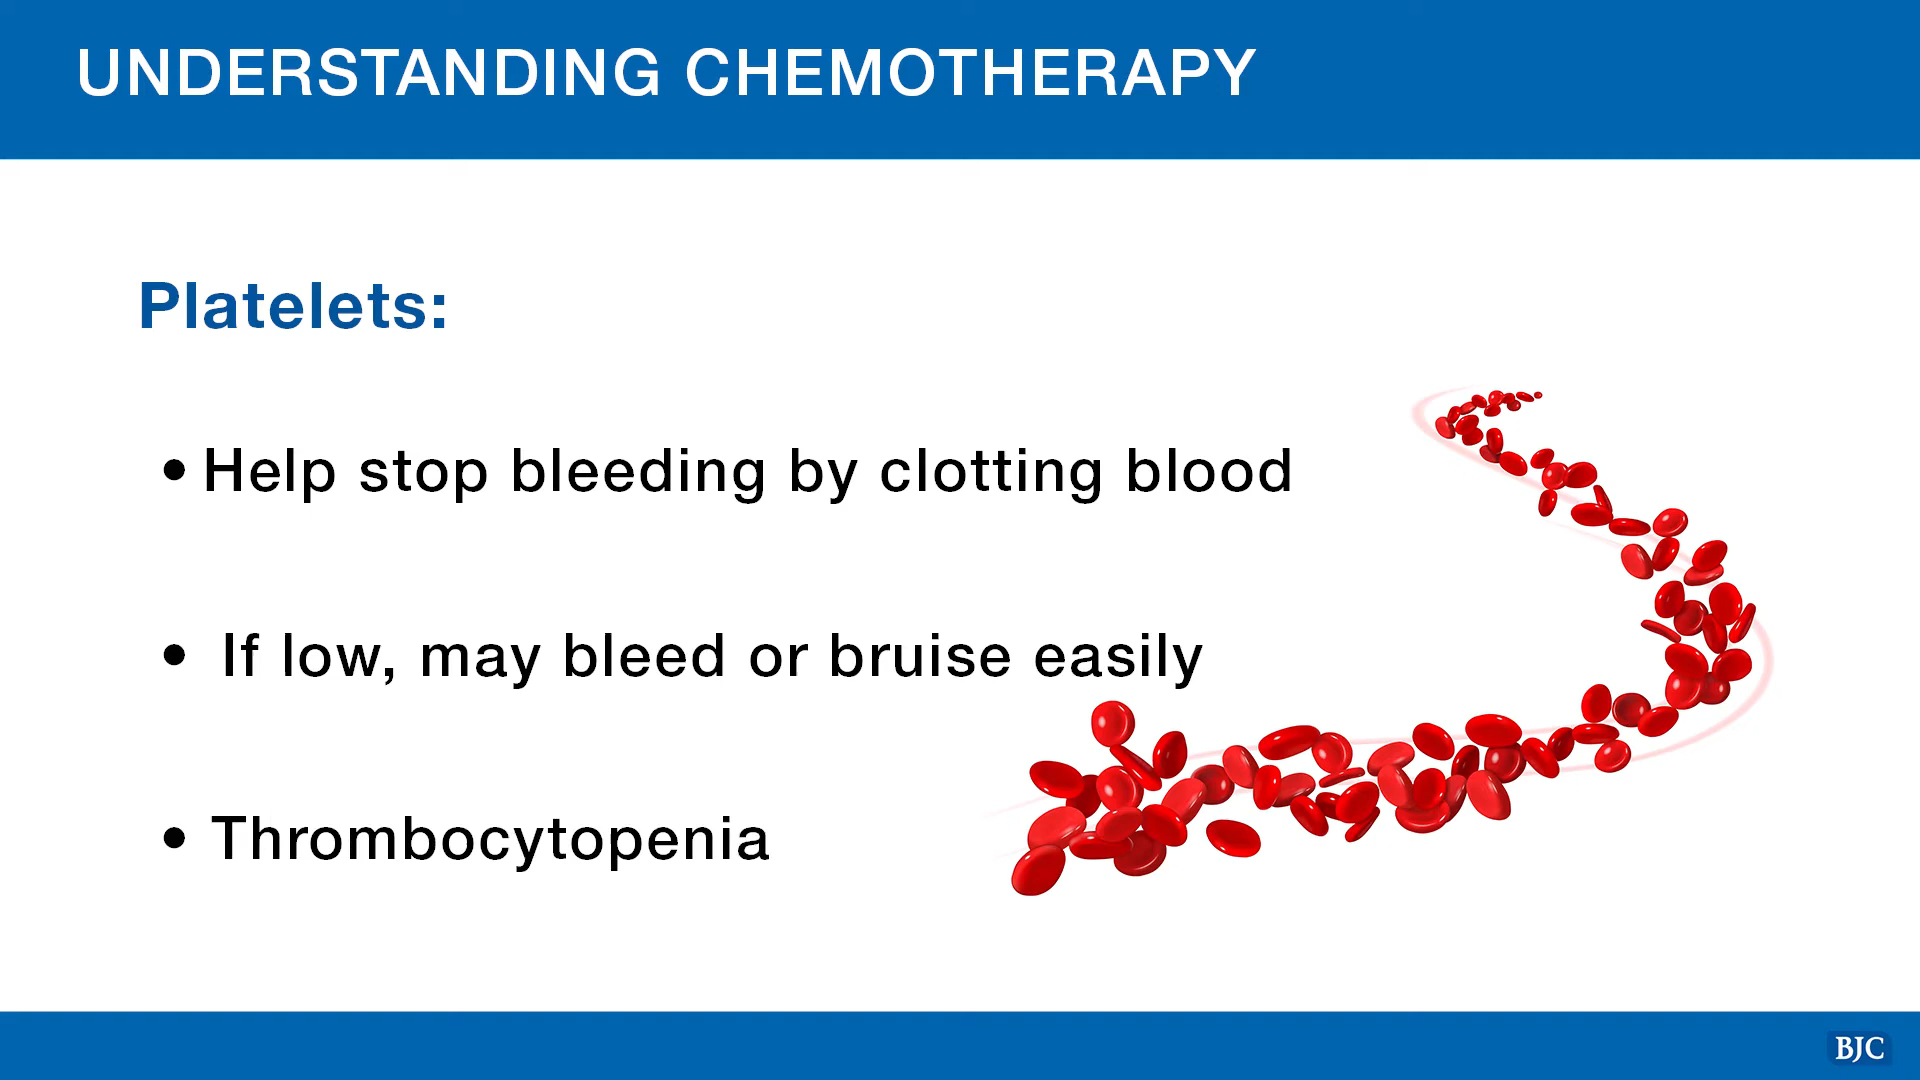 UNDERSTANDING CHEMOTHERAPY
Platelets:
• Help stop bleeding by clotting blood
• If low, may bleed or bruise easily
• Thrombocytopenia
BJC